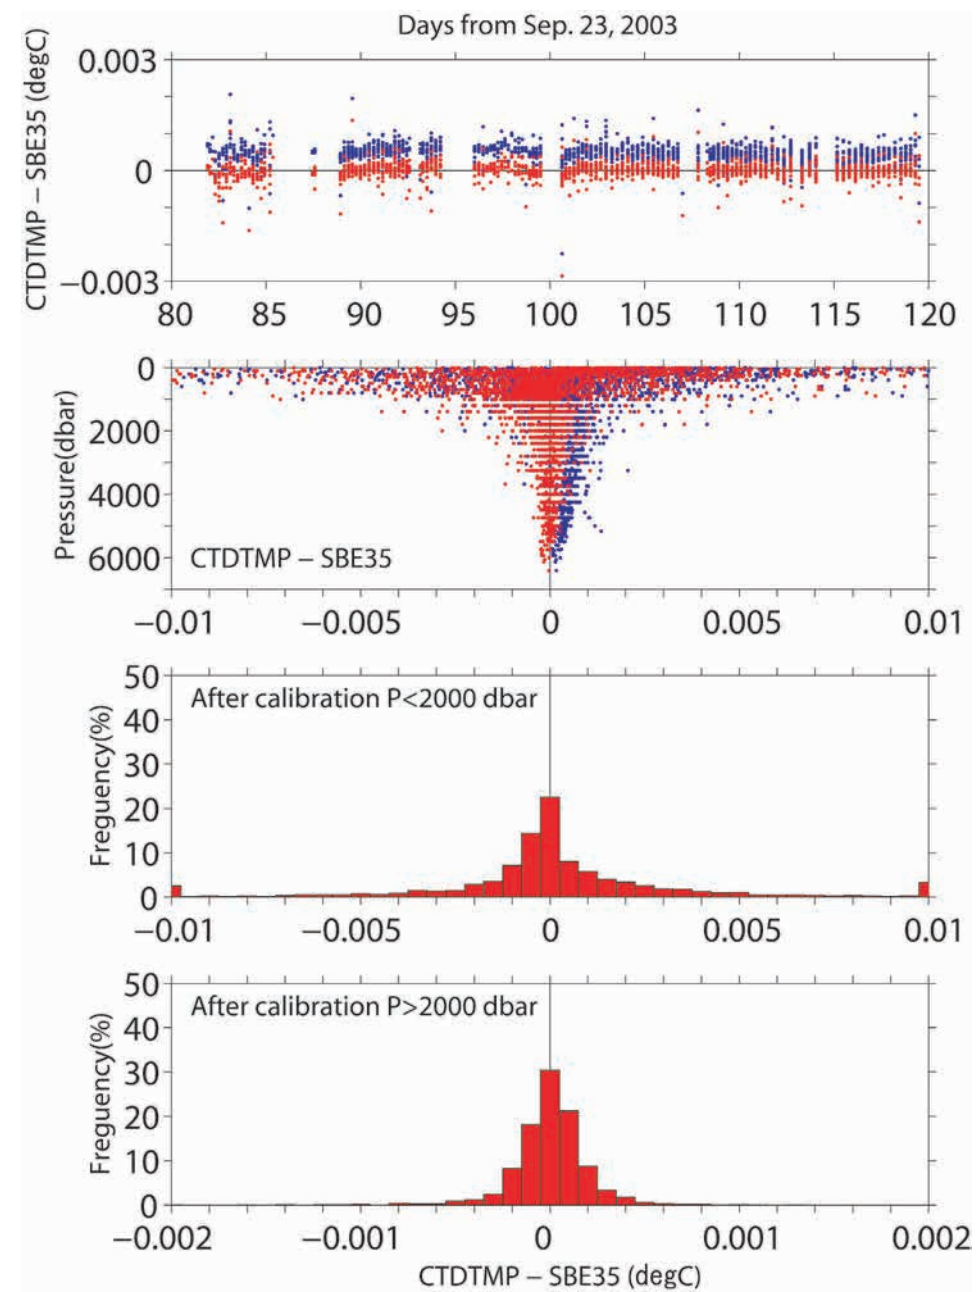 Days from Sep. 23, 2003
CTDTMP – SBE35 (degC)
0.003
0
−0.003
80 85 90 95 100 105 110 115 120
Pressure(dbar)
0
2000
4000
6000
CTDTMP – SBE35
−0.01 −0.005 0 0.005 0.01
Freguency(%)
50
40
30
20
10
0
After calibration P<2000 dbar
−0.01 −0.005 0 0.005 0.01
Freguency(%)
50
40
30
20
10
0
After calibration P>2000 dbar
−0.002 −0.001 0 0.001 0.002
CTDTMP – SBE35 (degC)